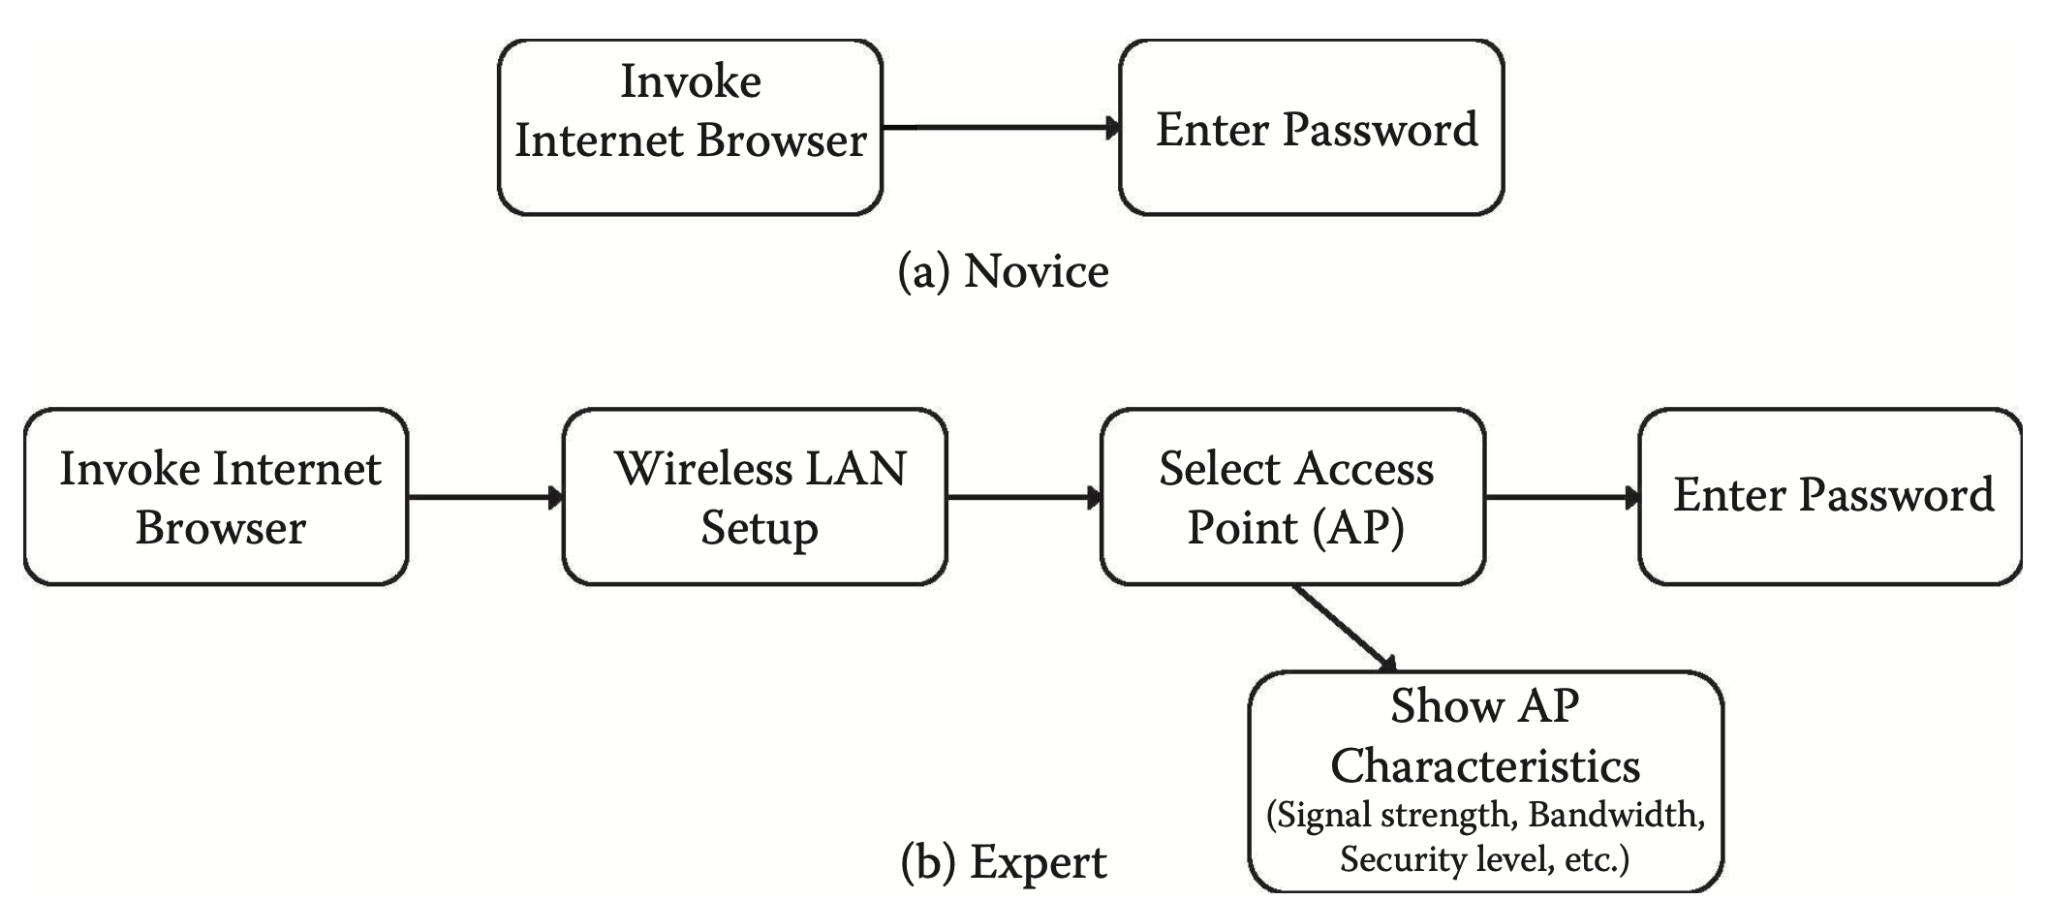 Invoke
Internet Browser
Enter Password
(a) Novice
Invoke Internet
Browser
Wireless LAN
Setup
Select Access
Point (AP)
Enter Password
Show AP
Characteristics
(Signal strength, Bandwidth,
Security level, etc.)
(b) Expert